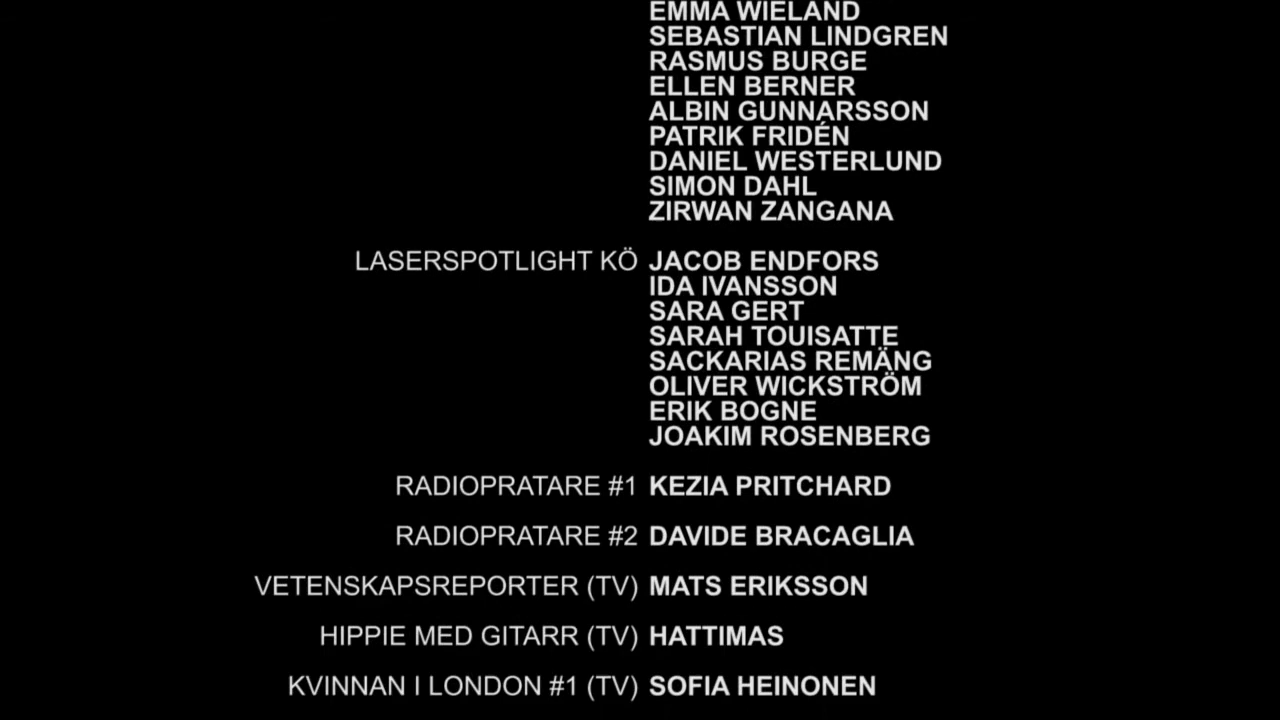 EMMA WIELAND
SEBASTIAN LINDGREN
RASMUS BURGE
ELLEN BERNER
ALBIN GUNNARSSON
PATRIK FRIDÉN
DANIEL WESTERLUND
SIMON DAHL
ZIRWAN ZANGANA
LASERSPOTLIGHT KÖ JACOB ENDFORS
IDA IVANSSON
SARA GERT
SARAH TOUISATTE
SACKARIAS REMÄNG
OLIVER WICKSTRÖM
ERIK BOGNE
JOAKIM ROSENBERG
RADIOPRATARE #1 KEZIA PRITCHARD
RADIOPRATARE #2 DAVIDE BRACAGLIA
VETENSKAPSREPORTER (TV) MATS ERIKSSON
HIPPIE MED GITARR (TV) HATTIMAS
KVINNAN I LONDON #1 (TV) SOFIA HEINONEN